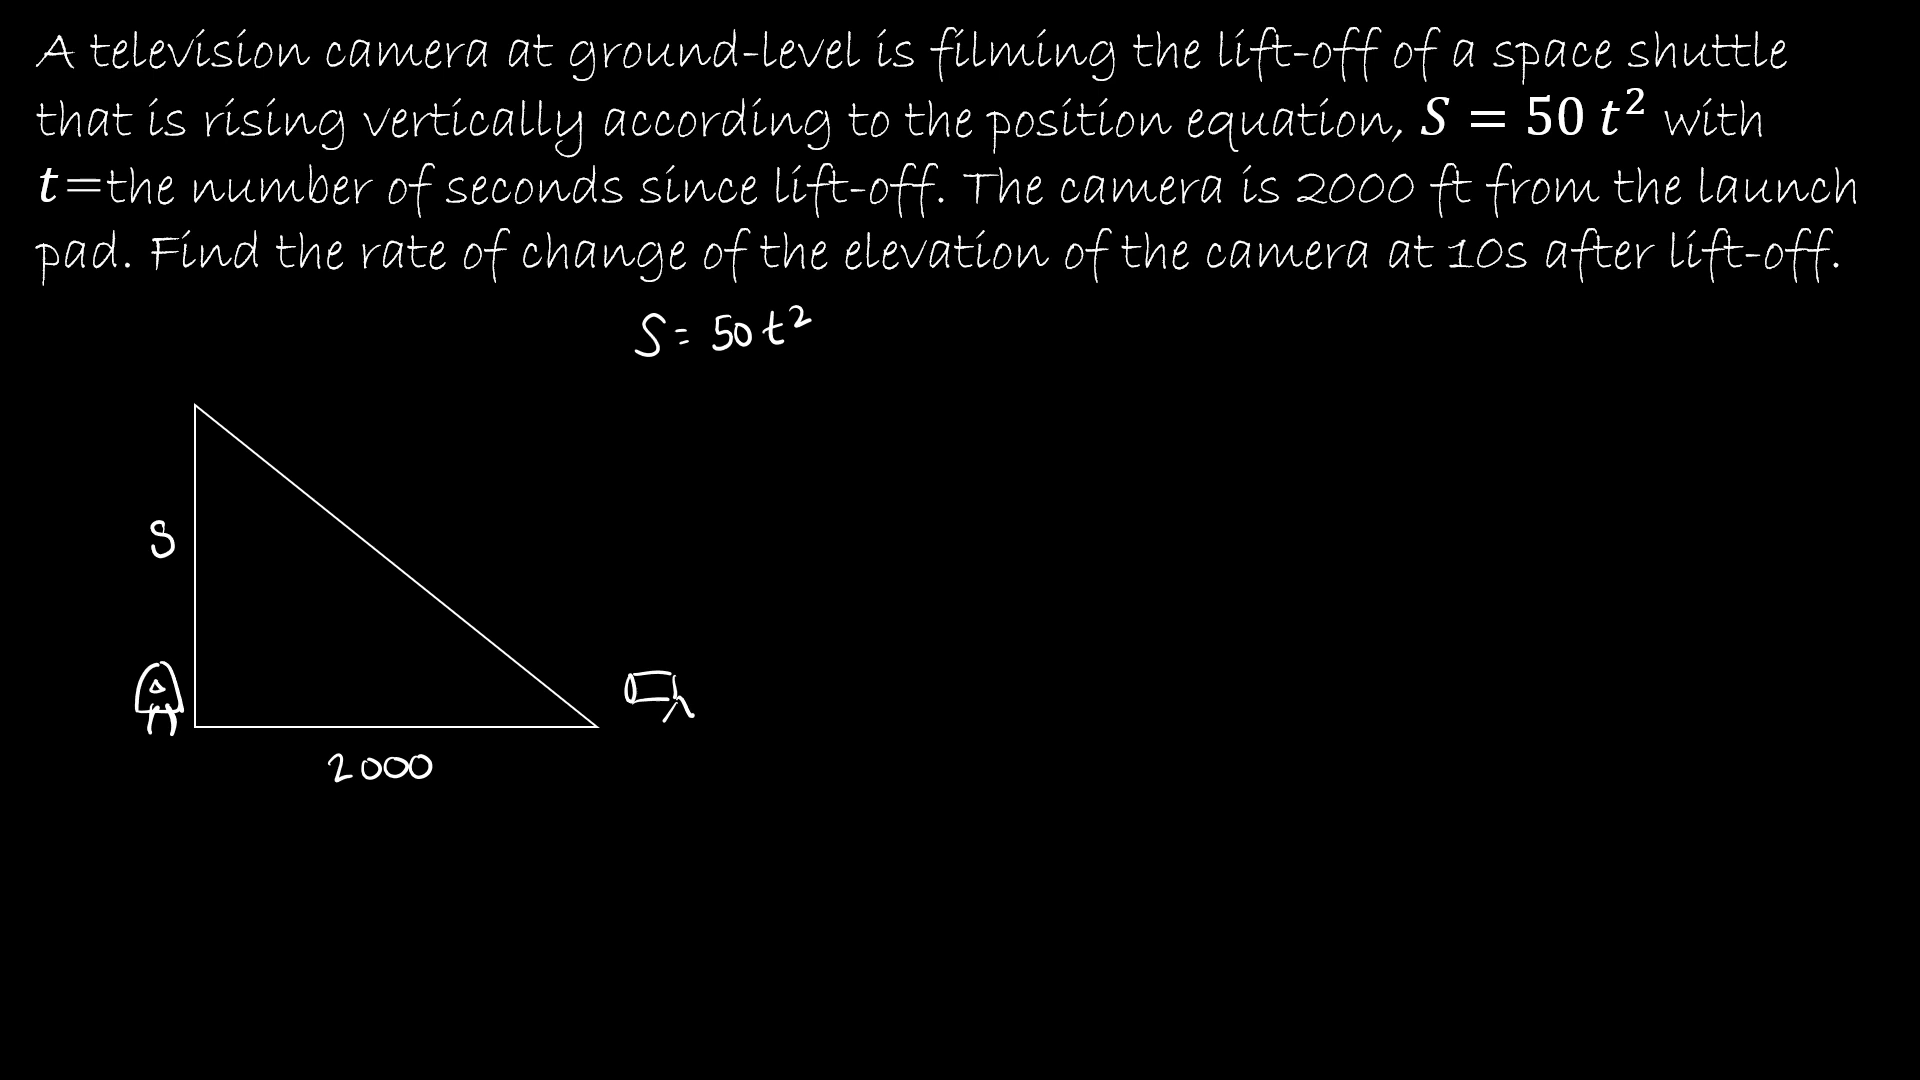 A television camera at ground-level is filming the lift-off of a space shuttle
that is rising vertically according to the position equation, S = 50 t² with
t=the number of seconds since lift-off. The camera is 2000 ft from the launch
pad. Find the rate of change of the elevation of the camera at 10s after lift-off.
S = 50t²
S
2000